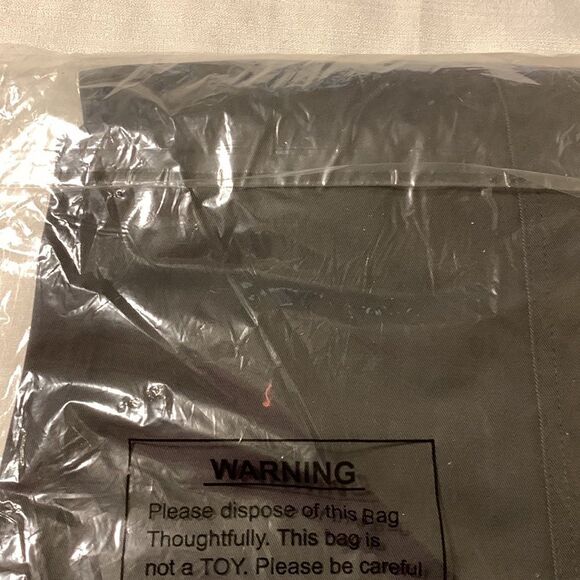 WARNING
Please dispose of this Bag
Thoughtfully. This bag is
not a TOY. Please be careful